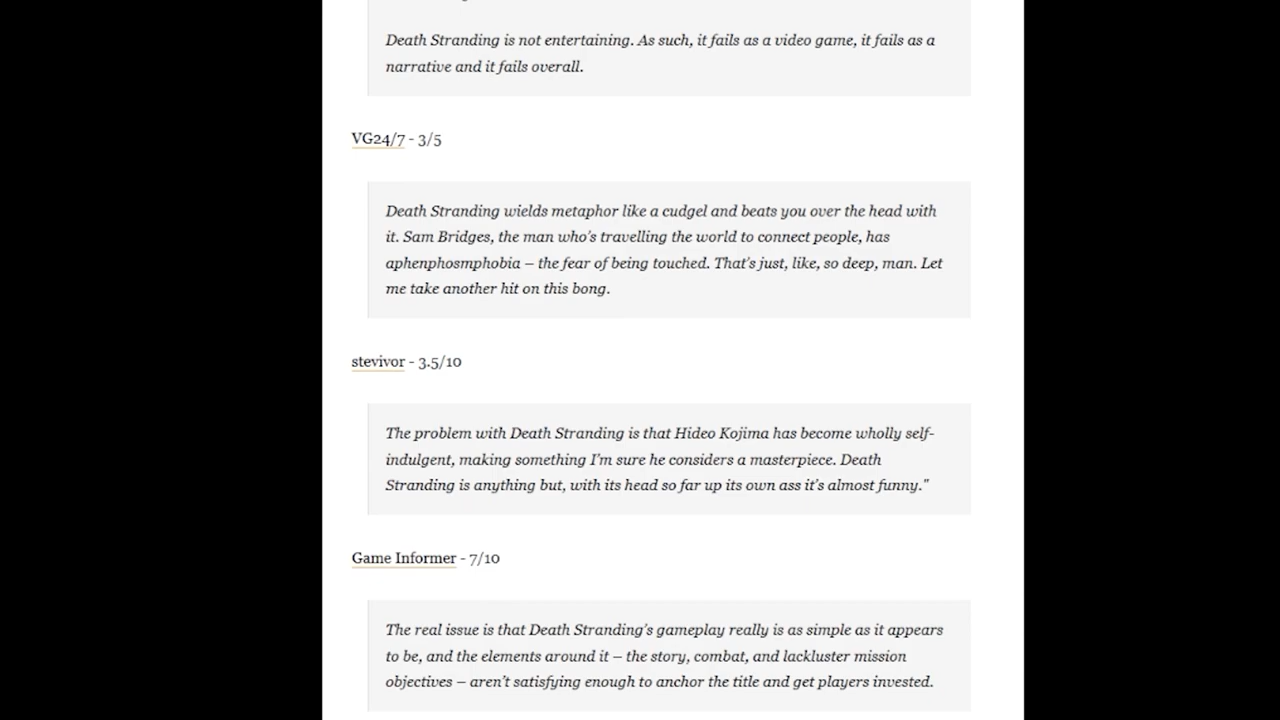 Death Stranding is not entertaining. As such, it fails as a video game, it fails as a
narrative and it fails overall.
VG24/7 - 3/5
Death Stranding wields metaphor like a cudgel and beats you over the head with
it. Sam Bridges, the man who's travelling the world to connect people, has
aphenphosmphobia – the fear of being touched. That's just, like, so deep, man. Let
me take another hit on this bong.
stevivor - 3.5/10
The problem with Death Stranding is that Hideo Kojima has become wholly self-
indulgent, making something I'm sure he considers a masterpiece. Death
Stranding is anything but, with its head so far up its own ass it's almost funny."
Game Informer - 7/10
The real issue is that Death Stranding's gameplay really is as simple as it appears
to be, and the elements around it – the story, combat, and lackluster mission
objectives – aren't satisfying enough to anchor the title and get players invested.